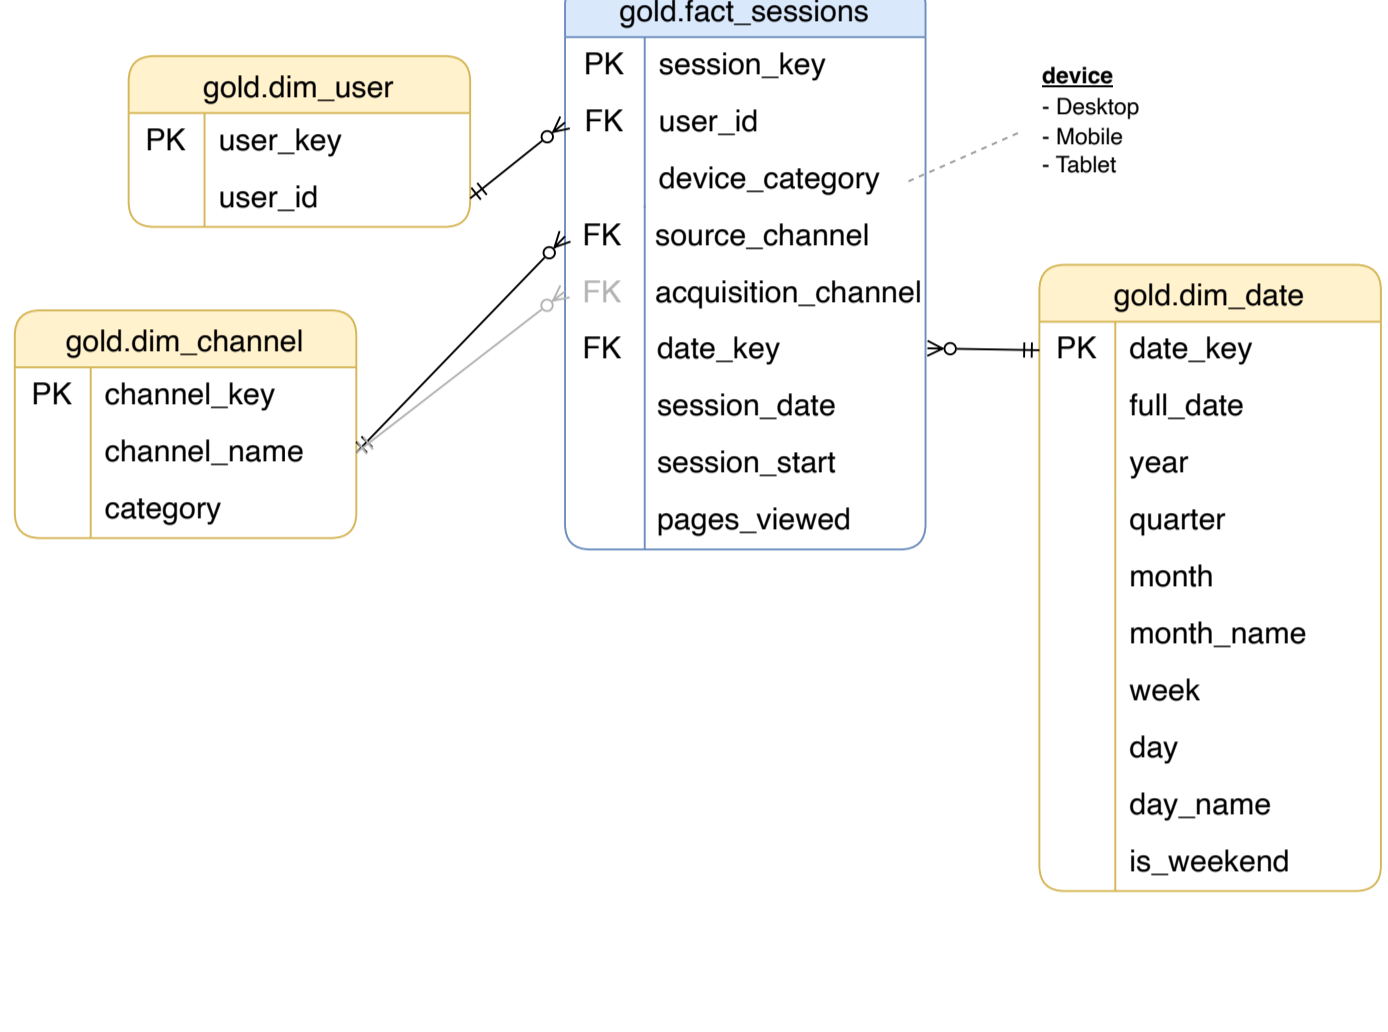 gold.fact_sessions
PK session_key
FK user_id
device_category
FK source_channel
FK acquisition_channel
FK date_key
session_date
session_start
pages_viewed
gold.dim_user
PK user_key
user_id
gold.dim_channel
PK channel_key
channel_name
category
device
- Desktop
- Mobile
- Tablet
gold.dim_date
PK date_key
full_date
year
quarter
month
month_name
week
day
day_name
is_weekend